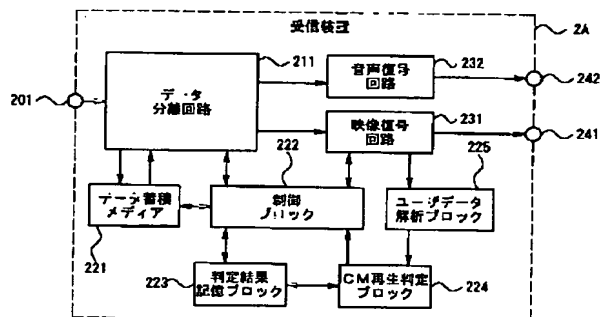 受信装置
2A
211
データ
分離回路
232
音声復号
回路
242
201
231
映像復号
回路
241
222
制御
ブロック
225
ユーザデータ
解析ブロック
データ蓄積
メディア
221
223
判定結果
記憶ブロック
CM再生判定
ブロック
224